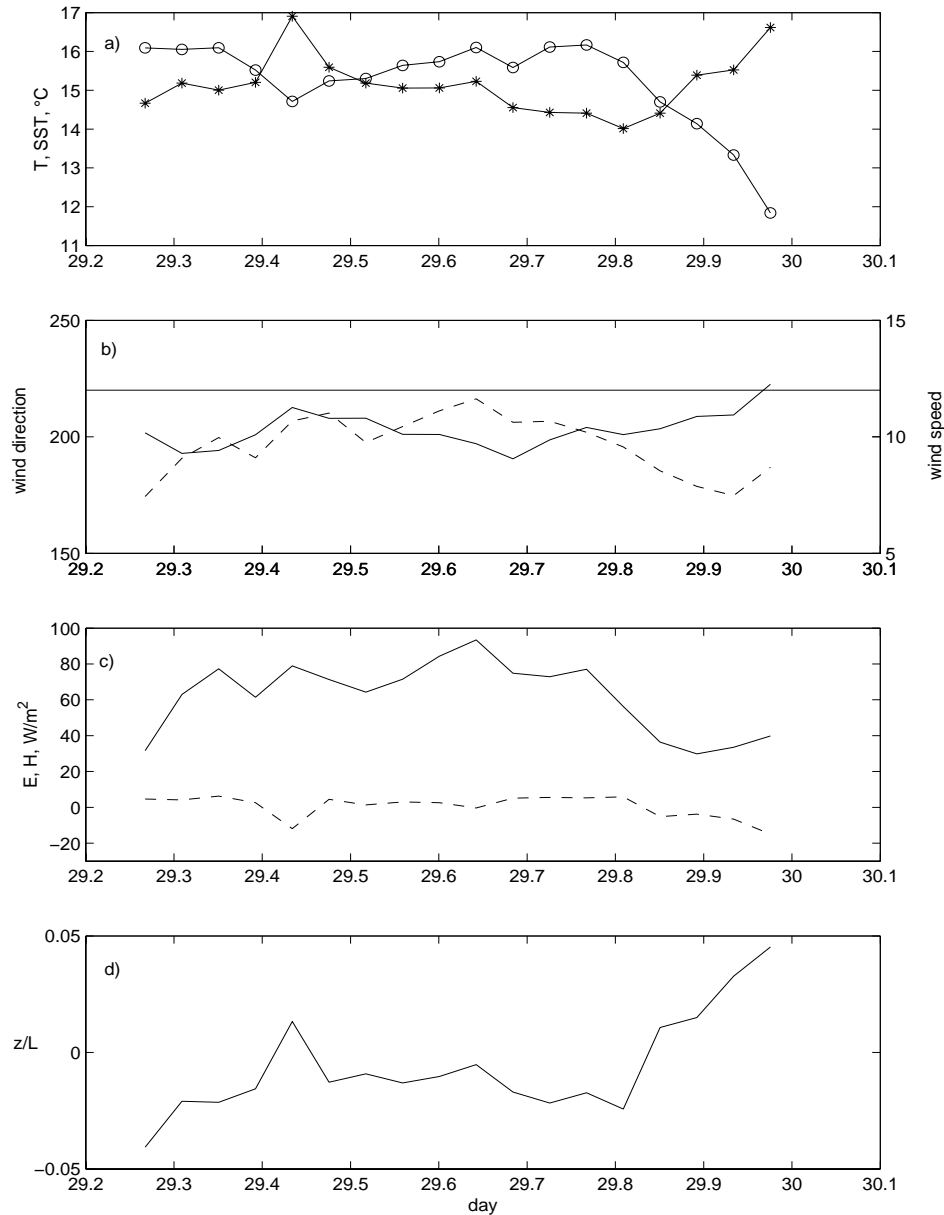 17
16
15
14
13
12
11
a)
T, SST, °C
29.2 29.3 29.4 29.5 29.6 29.7 29.8 29.9 30 30.1
250
200
150
b)
wind direction
15
10
5
wind speed
29.2 29.3 29.4 29.5 29.6 29.7 29.8 29.9 30 30.1
100
80
60
40
20
0
−20
c)
E, H, W/m2
29.2 29.3 29.4 29.5 29.6 29.7 29.8 29.9 30 30.1
0.05
0
−0.05
d)
z/L
29.2 29.3 29.4 29.5 29.6 29.7 29.8 29.9 30 30.1
day